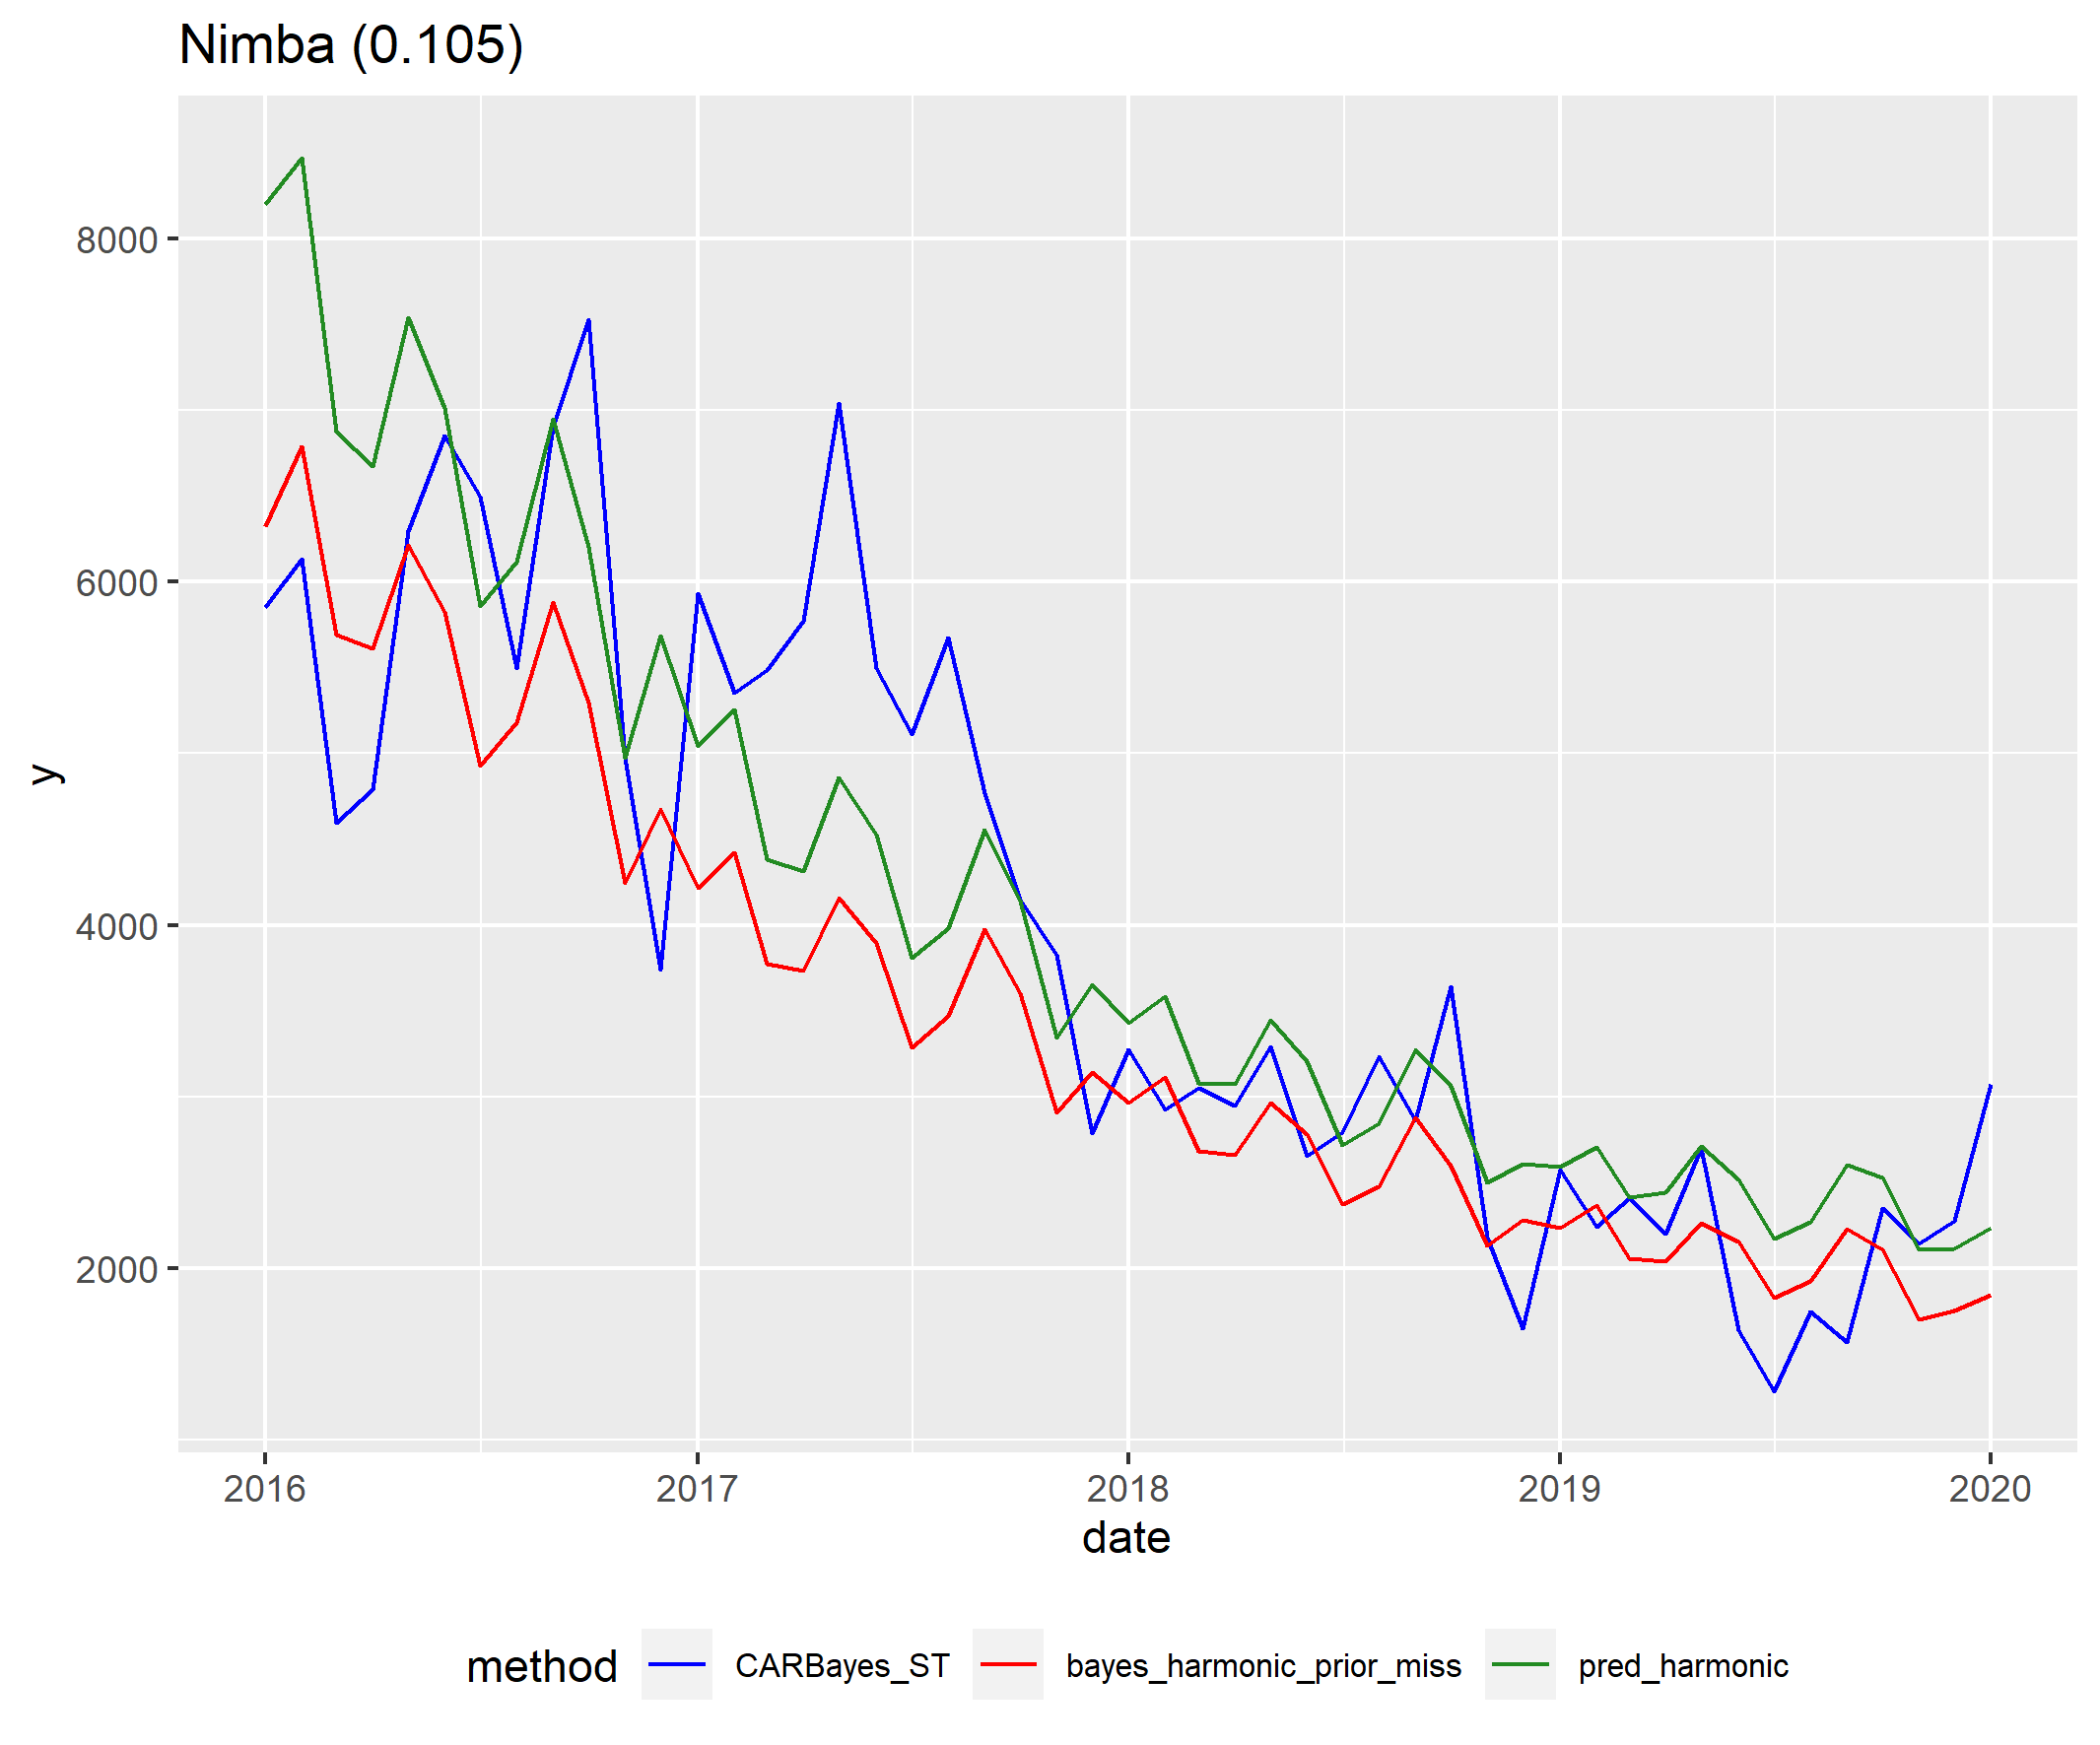 Nimba (0.105)
8000
6000
4000
2000
y
2016 2017 2018 2019 2020
date
method CARBayes_ST bayes_harmonic_prior_miss pred_harmonic